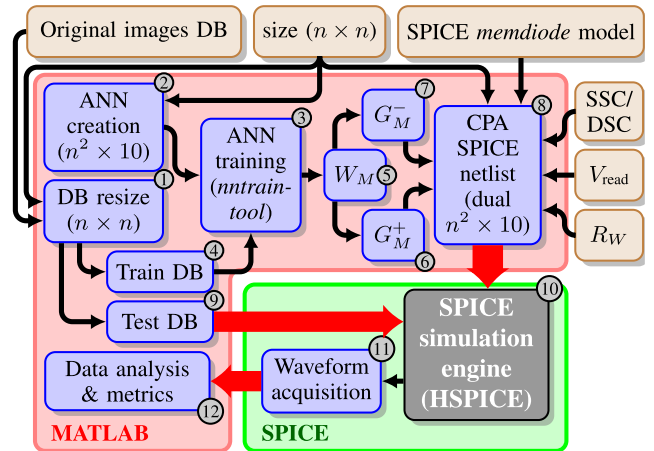 Original images DB
size (n × n)
SPICE memdiode model
2
ANN
creation
(n² × 10)
1
DB resize
(n × n)
3
ANN
training
(nntrain-
tool)
4
Train DB
9
Test DB
W_M
5
7
G_M^−
G_M^+
6
8
CPA
SPICE
netlist
(dual
n² × 10)
SSC/
DSC
V_read
R_W
10
SPICE
simulation
engine
(HSPICE)
11
Waveform
acquisition
Data analysis
& metrics
12
MATLAB
SPICE